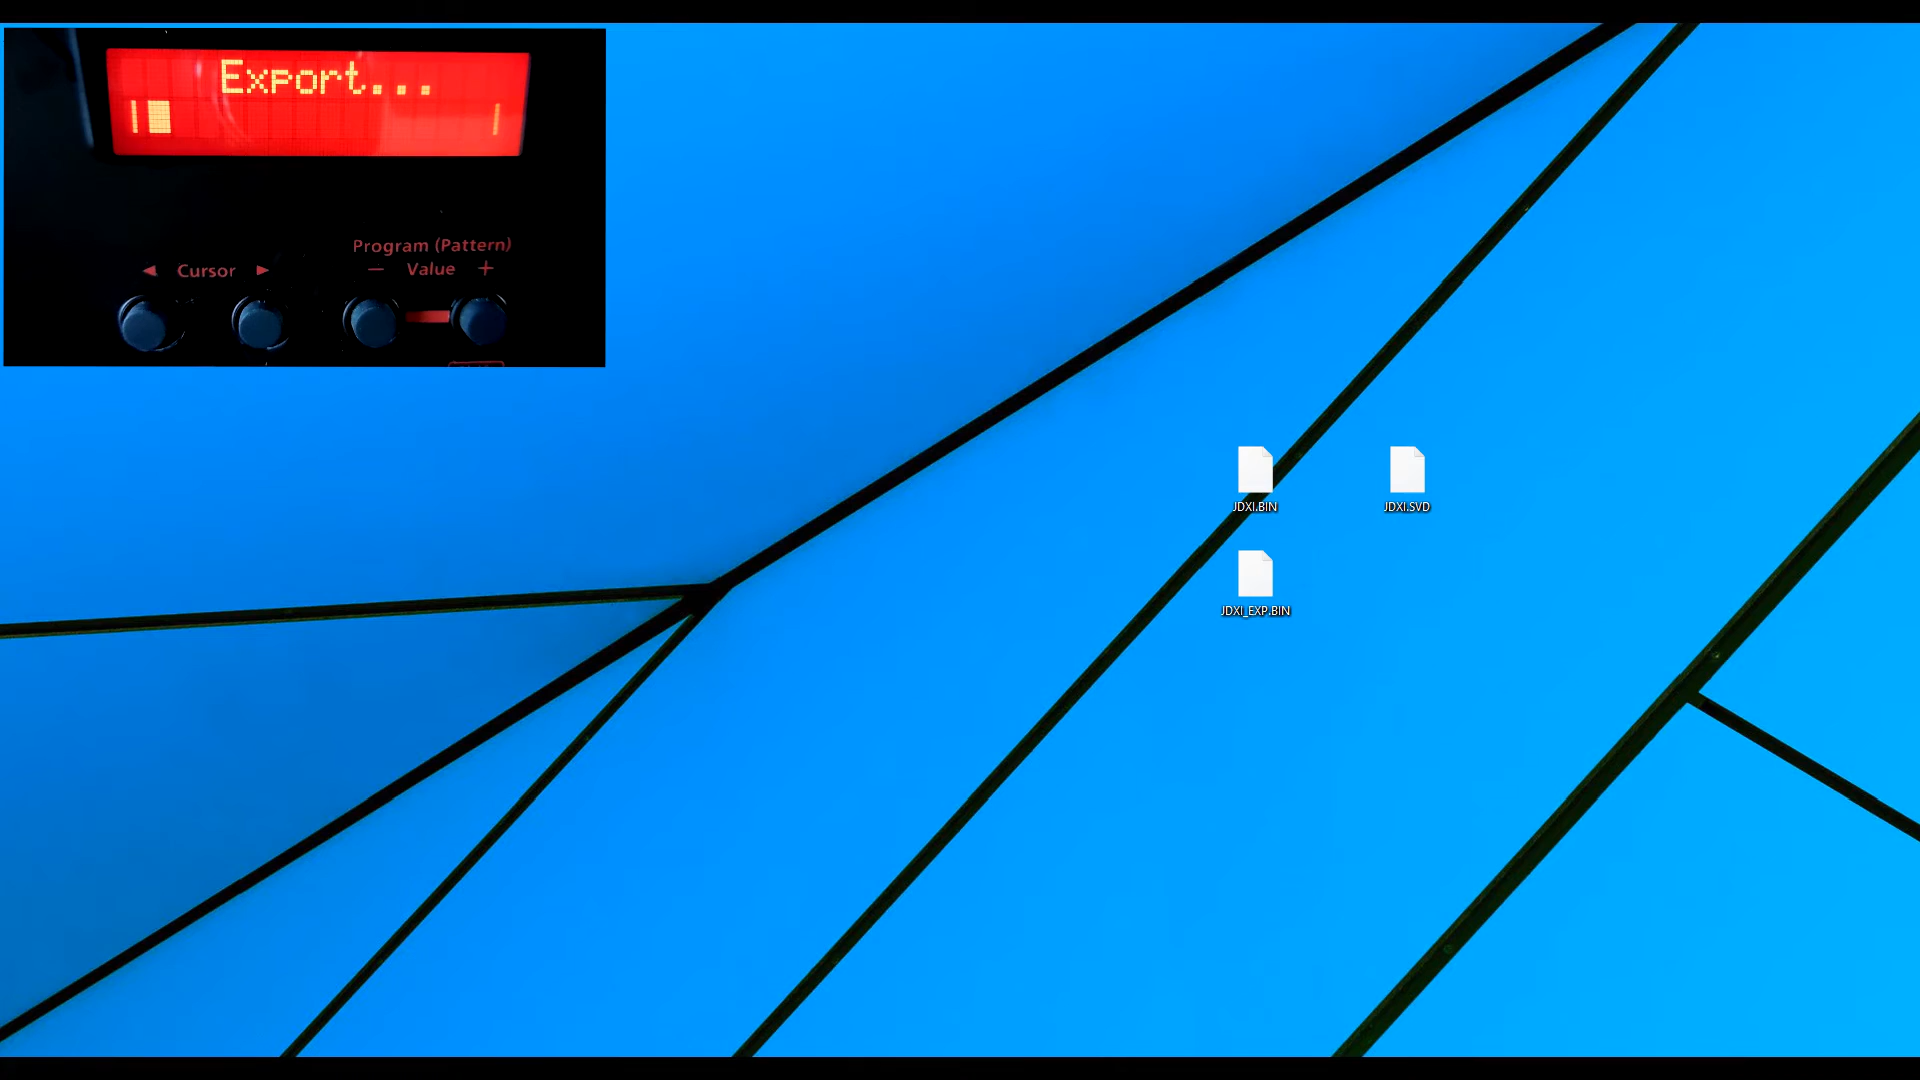 Export...
Program (Pattern)
◄ Cursor ► − Value +
JDXI.BIN JDXI.SVD
JDXI_EXP.BIN